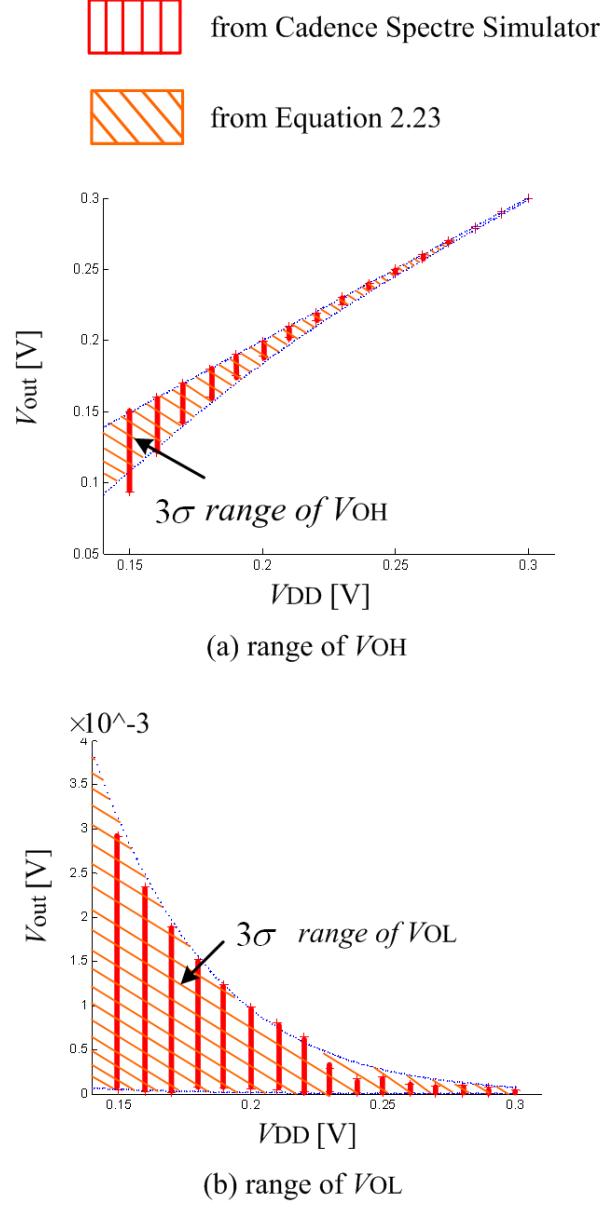 from Cadence Spectre Simulator
from Equation 2.23
0.3
0.25
0.2
0.15
0.1
0.05
Vout [V]
3σ range of VOH
0.15 0.2 0.25 0.3
VDD [V]
(a) range of VOH
×10^-3
4
3.5
3
2.5
2
1.5
1
0.5
0
Vout [V]
3σ range of VOL
0.15 0.2 0.25 0.3
VDD [V]
(b) range of VOL